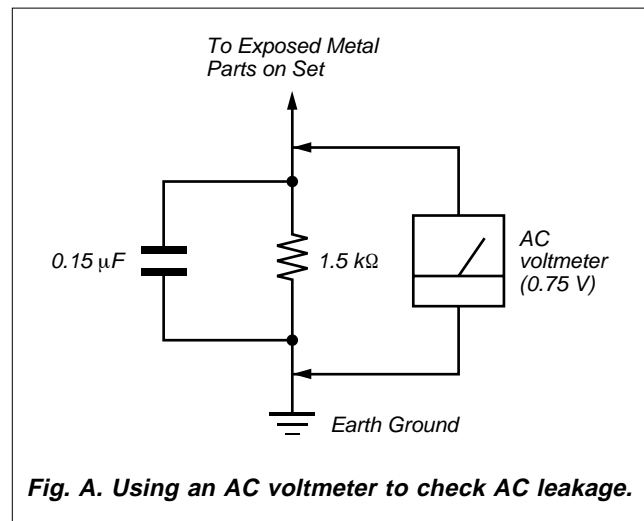 To Exposed Metal
Parts on Set
0.15 μF
1.5 kΩ
AC
voltmeter
(0.75 V)
Earth Ground
Fig. A. Using an AC voltmeter to check AC leakage.